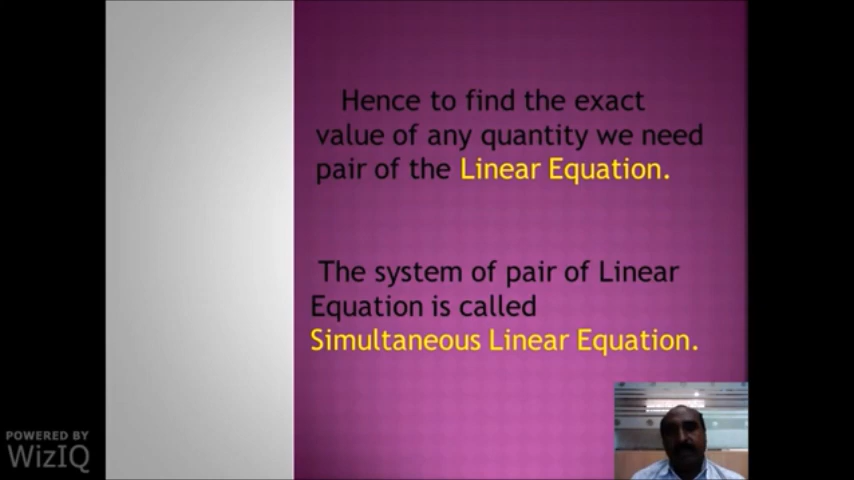 Hence to find the exact
value of any quantity we need
pair of the Linear Equation.
The system of pair of Linear
Equation is called
Simultaneous Linear Equation.
POWERED BY
WizIQ